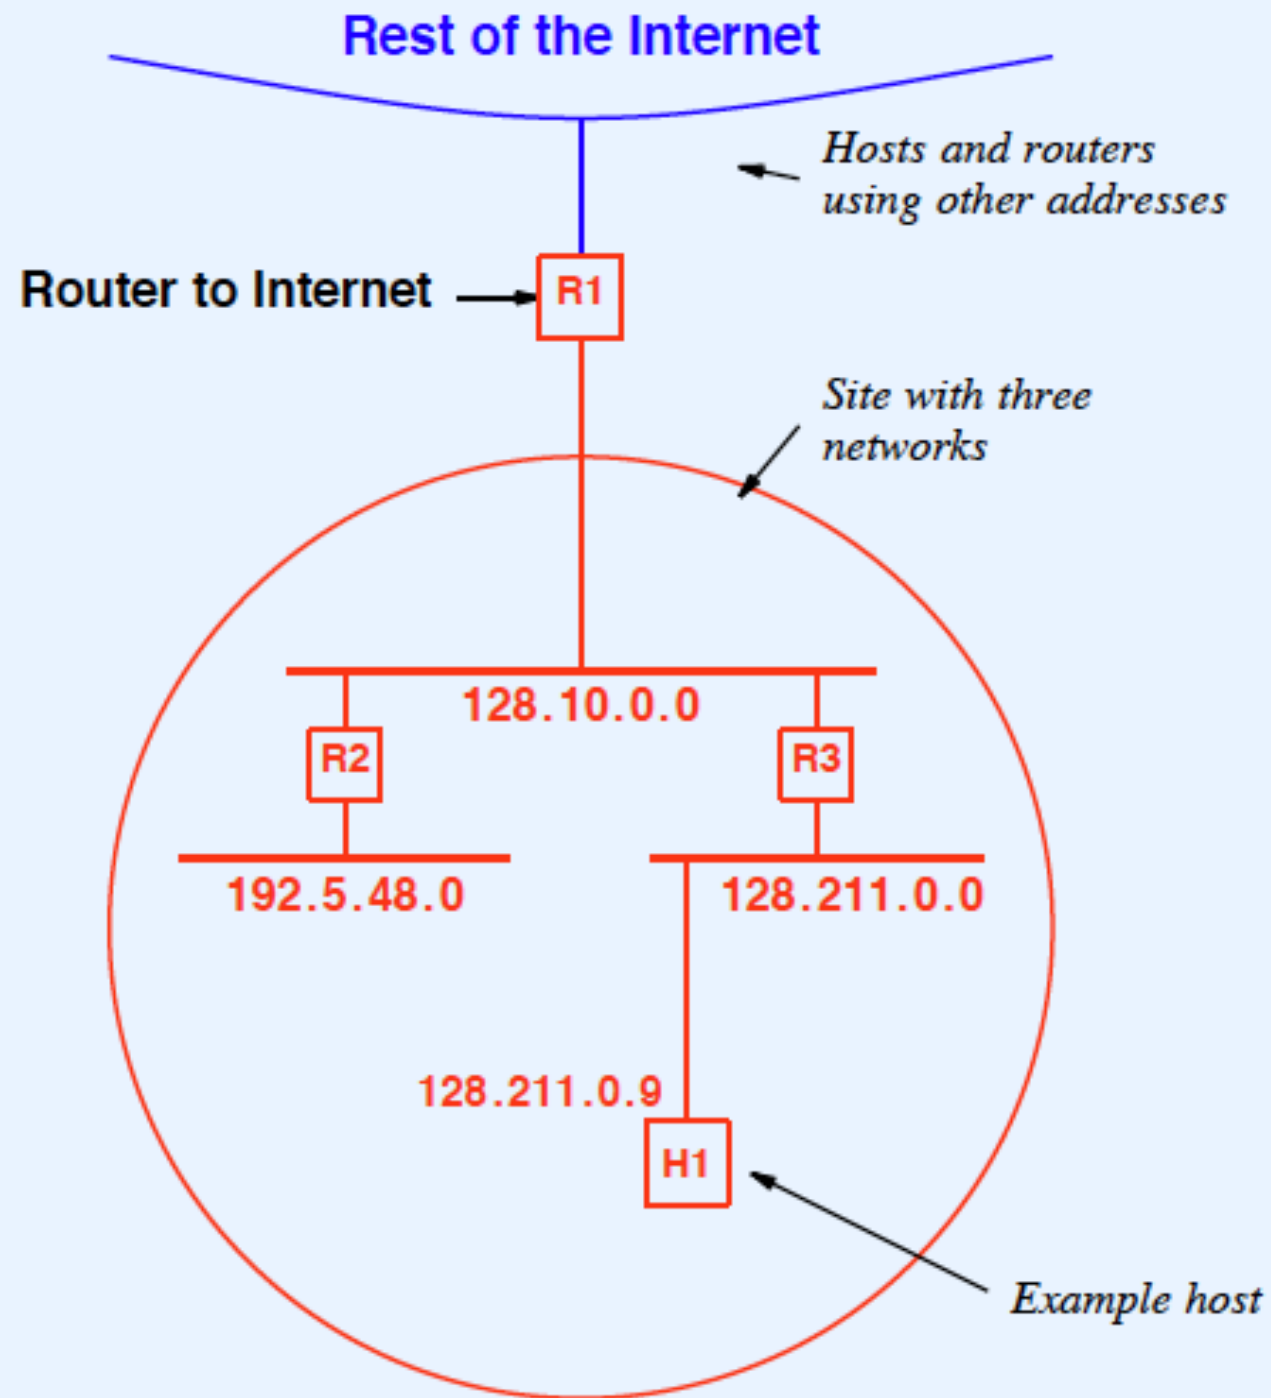 Rest of the Internet
Hosts and routers
using other addresses
Router to Internet
R1
Site with three
networks
128.10.0.0
R2
R3
192.5.48.0
128.211.0.0
128.211.0.9
H1
Example host